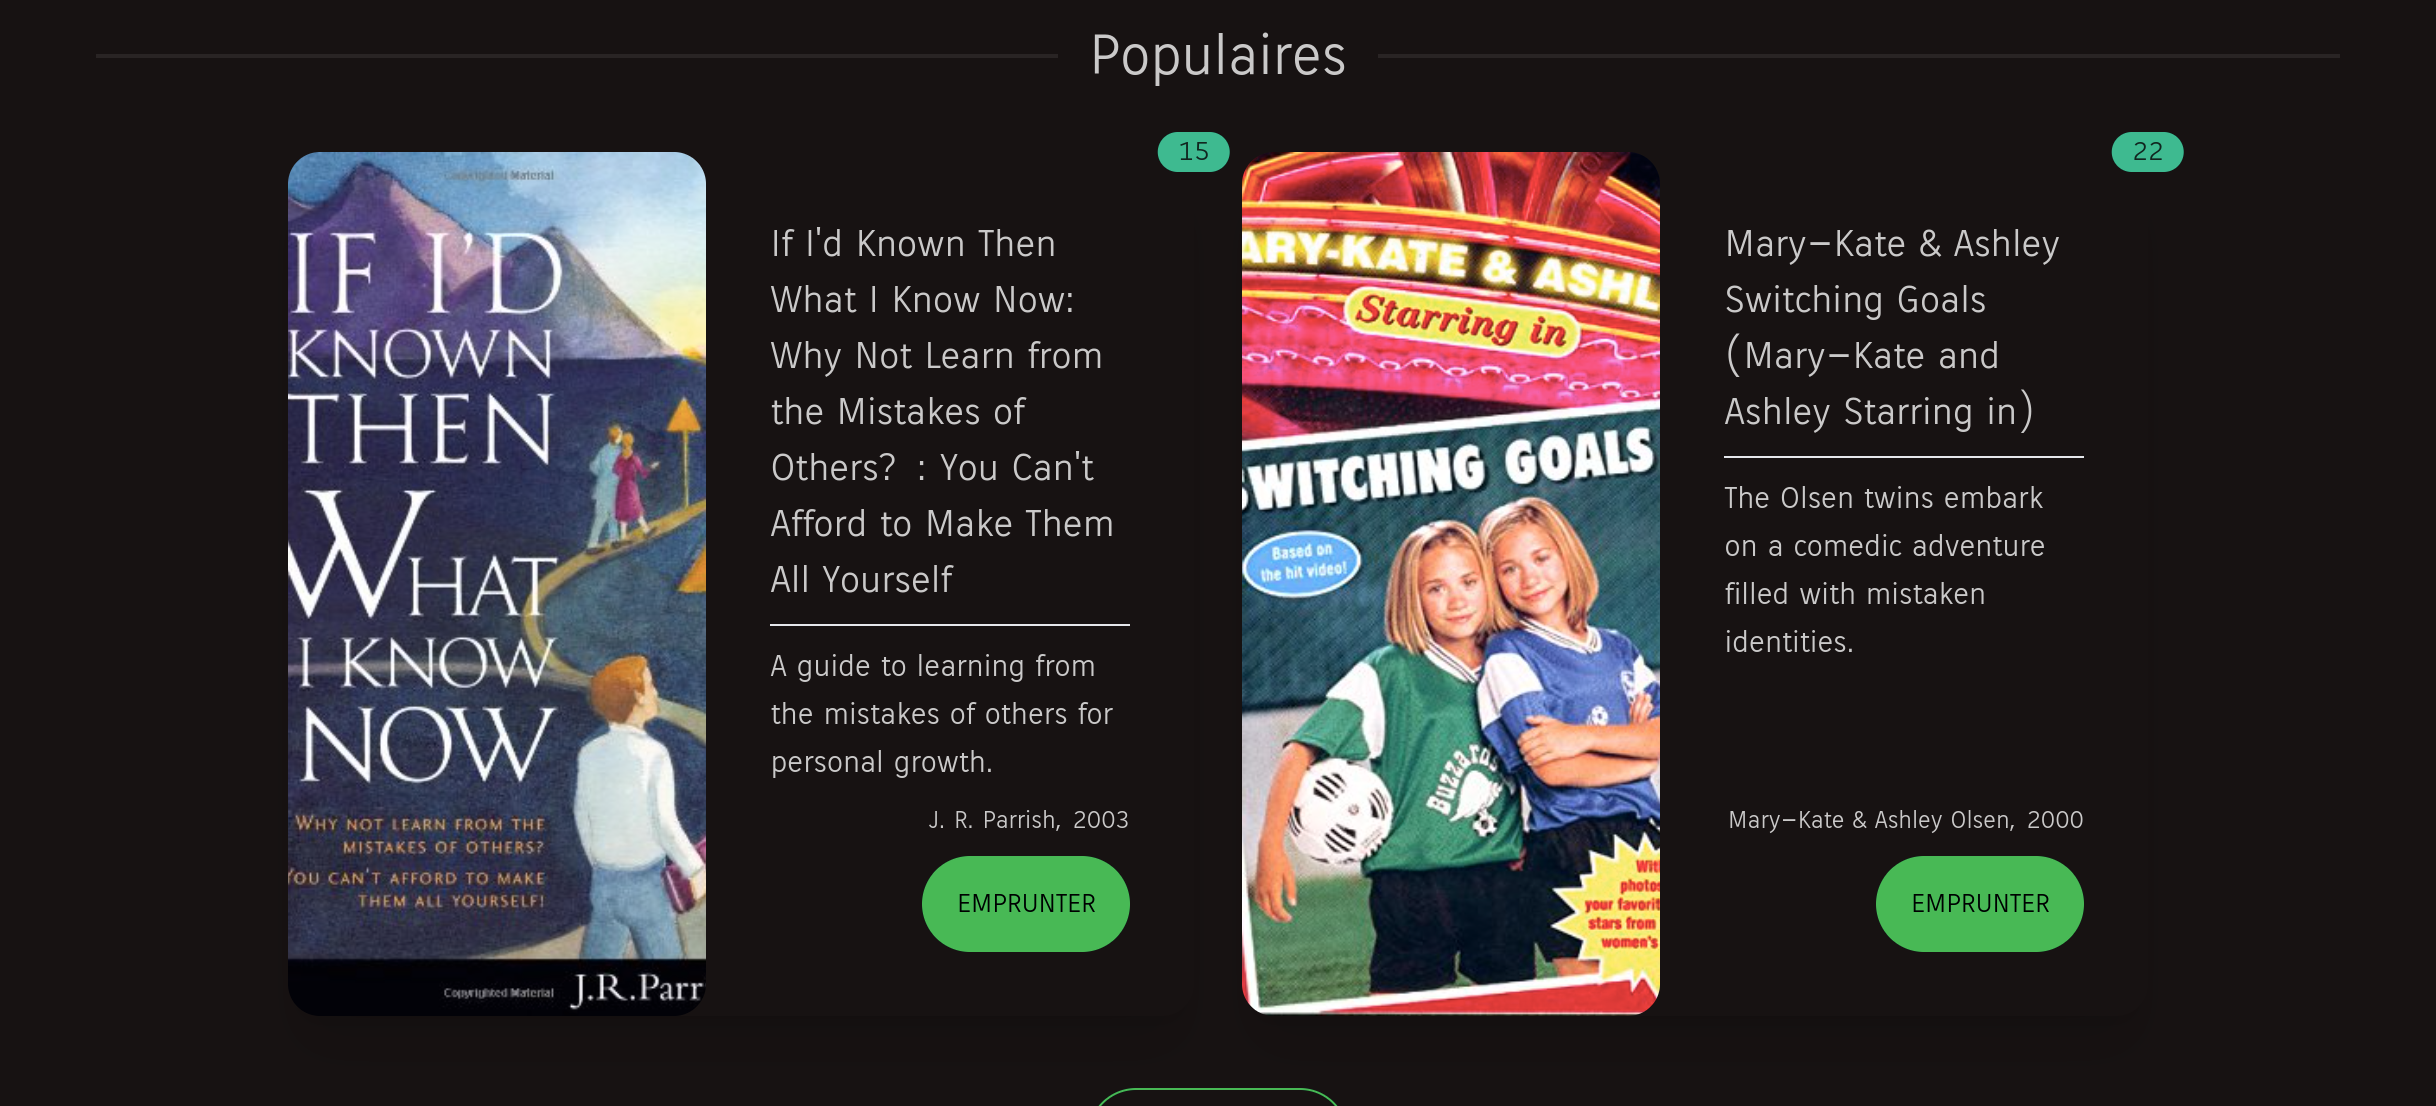 Populaires
15
Copyrighted Material
IF I'D
KNOWN
THEN
WHAT
I KNOW
NOW
WHY NOT LEARN FROM THE
MISTAKES OF OTHERS?
YOU CAN'T AFFORD TO MAKE
THEM ALL YOURSELF!
Copyrighted Material J.R.Parr
If I'd Known Then
What I Know Now:
Why Not Learn from
the Mistakes of
Others? : You Can't
Afford to Make Them
All Yourself
A guide to learning from
the mistakes of others for
personal growth.
J. R. Parrish, 2003
EMPRUNTER
22
ARY-KATE & ASHL
Starring in
SWITCHING GOALS
Based on
the hit video!
Buzzards
With
photos
your favorit
stars from
women's
Mary-Kate & Ashley
Switching Goals
(Mary-Kate and
Ashley Starring in)
The Olsen twins embark
on a comedic adventure
filled with mistaken
identities.
Mary-Kate & Ashley Olsen, 2000
EMPRUNTER